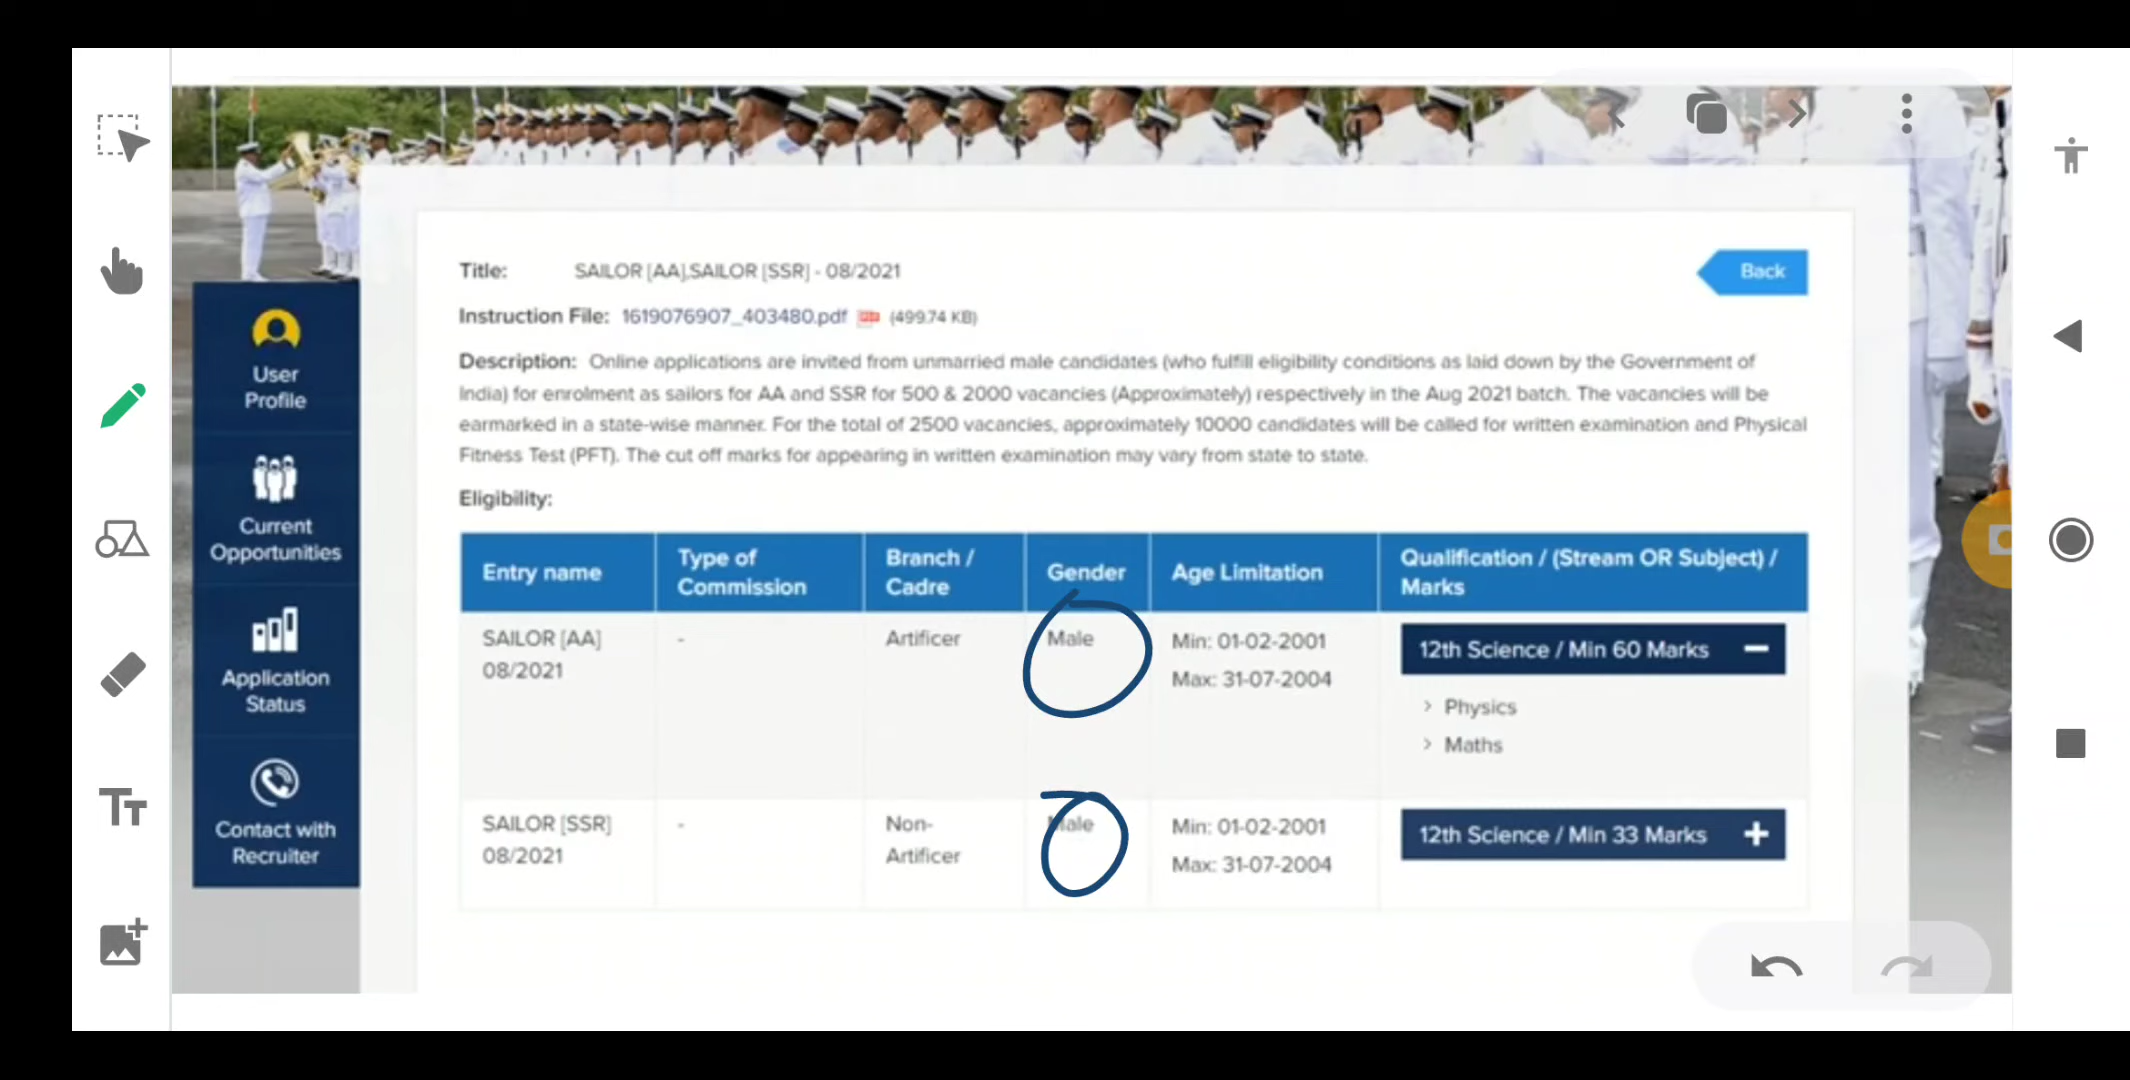 Title: SAILOR [AA],SAILOR [SSR] - 08/2021
Back
Instruction File: 1619076907_403480.pdf (499.74 KB)
Description: Online applications are invited from unmarried male candidates (who fulfill eligibility conditions as laid down by the Government of
India) for enrolment as sailors for AA and SSR for 500 & 2000 vacancies (Approximately) respectively in the Aug 2021 batch. The vacancies will be
earmarked in a state-wise manner. For the total of 2500 vacancies, approximately 10000 candidates will be called for written examination and Physical
Fitness Test (PFT). The cut off marks for appearing in written examination may vary from state to state.
Eligibility:
Entry name
Type of
Commission
Branch /
Cadre
Gender
Age Limitation
Qualification / (Stream OR Subject) /
Marks
SAILOR [AA]
08/2021
-
Artificer
Male
Min: 01-02-2001
Max: 31-07-2004
12th Science / Min 60 Marks
Physics
Maths
SAILOR [SSR]
08/2021
-
Non-
Artificer
Male
Min: 01-02-2001
Max: 31-07-2004
12th Science / Min 33 Marks
User
Profile
Current
Opportunities
Application
Status
Contact with
Recruiter
Tт